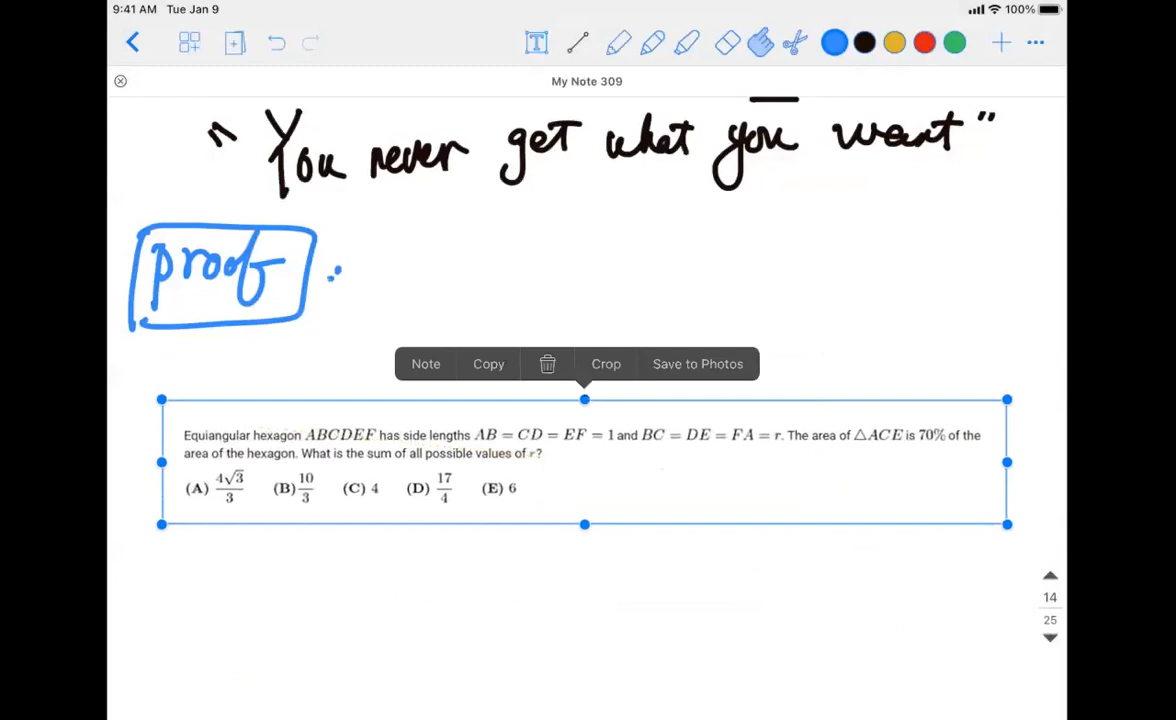 9:41 AM Tue Jan 9
100%
My Note 309
" You never get what you want"
proof :
Note Copy Crop Save to Photos
Equiangular hexagon ABCDEF has side lengths AB = CD = EF = 1 and BC = DE = FA = r. The area of △ACE is 70% of the
area of the hexagon. What is the sum of all possible values of r?
(A) 4√3/3 (B) 10/3 (C) 4 (D) 17/4 (E) 6
14
25